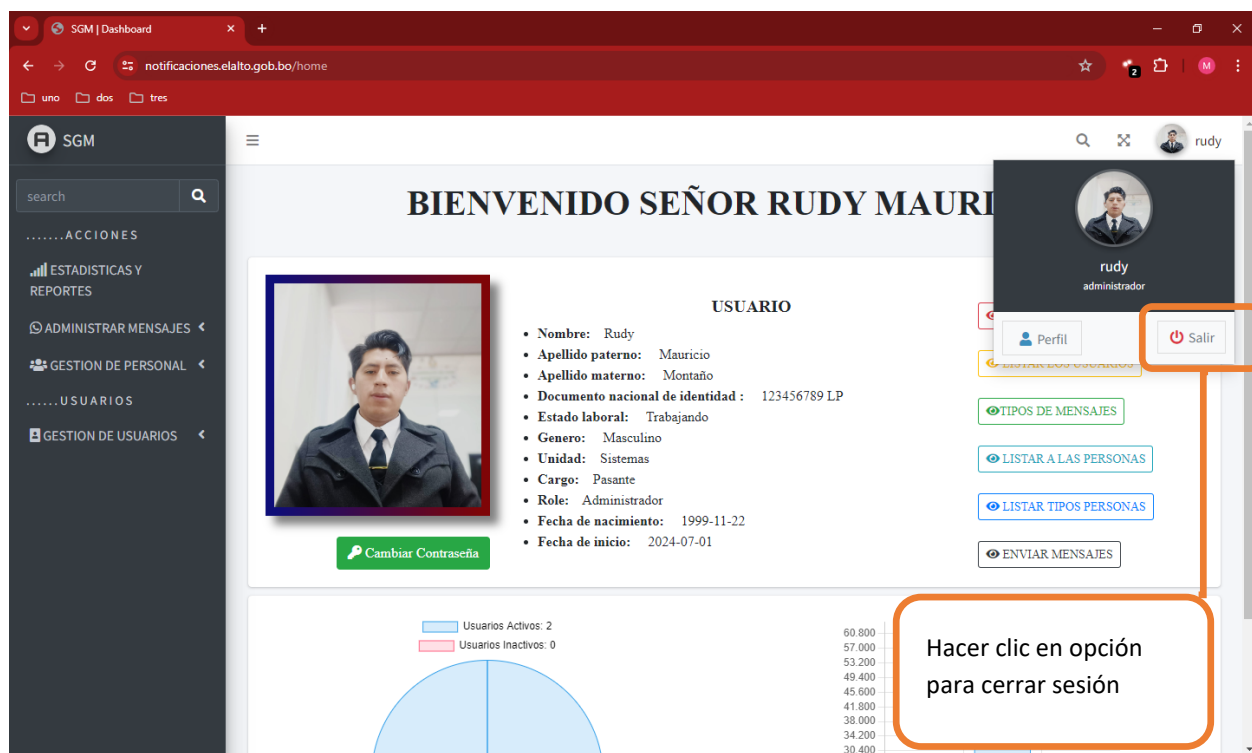 SGM | Dashboard
notificaciones.elalto.gob.bo/home
2
M
uno dos tres
SGM
rudy
search
BIENVENIDO SEÑOR RUDY MAURI
.......ACCIONES
ESTADISTICAS Y
REPORTES
ADMINISTRAR MENSAJES
GESTION DE PERSONAL
......USUARIOS
GESTION DE USUARIOS
rudy
administrador
Perfil
Salir
USUARIO
Nombre: Rudy
Apellido paterno: Mauricio
Apellido materno: Montaño
Documento nacional de identidad : 123456789 LP
Estado laboral: Trabajando
Genero: Masculino
Unidad: Sistemas
Cargo: Pasante
Role: Administrador
Fecha de nacimiento: 1999-11-22
Fecha de inicio: 2024-07-01
Cambiar Contraseña
LISTAR LOS USUARIOS
TIPOS DE MENSAJES
LISTAR A LAS PERSONAS
LISTAR TIPOS PERSONAS
ENVIAR MENSAJES
Usuarios Activos: 2
Usuarios Inactivos: 0
60.800
57.000
53.200
49.400
45.600
41.800
38.000
34.200
30.400
Hacer clic en opción
para cerrar sesión